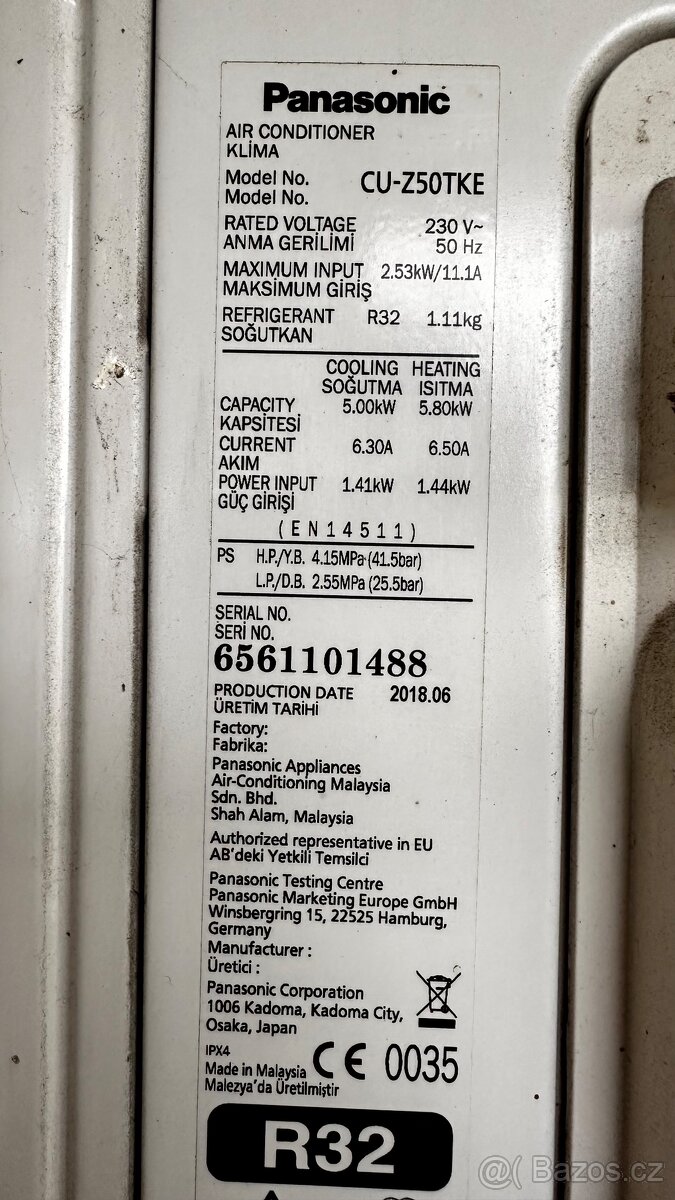 Panasonic
AIR CONDITIONER
KLİMA
Model No. CU-Z50TKE
Model No.
RATED VOLTAGE 230 V~
ANMA GERİLİMİ 50 Hz
MAXIMUM INPUT 2.53kW/11.1A
MAKSİMUM GİRİŞ
REFRIGERANT R32 1.11kg
SOĞUTKAN
COOLING HEATING
SOĞUTMA ISITMA
CAPACITY 5.00kW 5.80kW
KAPSİTESİ
CURRENT 6.30A 6.50A
AKIM
POWER INPUT 1.41kW 1.44kW
GÜÇ GİRİŞİ
(EN14511)
PS H.P./Y.B. 4.15MPa (41.5bar)
L.P./D.B. 2.55MPa (25.5bar)
SERIAL NO.
SERİ NO.
6561101488
PRODUCTION DATE 2018.06
ÜRETİM TARİHİ
Factory:
Fabrika:
Panasonic Appliances
Air-Conditioning Malaysia
Sdn. Bhd.
Shah Alam, Malaysia
Authorized representative in EU
AB'deki Yetkili Temsilci
Panasonic Testing Centre
Panasonic Marketing Europe GmbH
Winsbergring 15, 22525 Hamburg,
Germany
Manufacturer :
Üretici :
Panasonic Corporation
1006 Kadoma, Kadoma City,
Osaka, Japan
IPX4
Made in Malaysia CE 0035
Malezya'da Üretilmiştir
R32
@( Bazos.cz